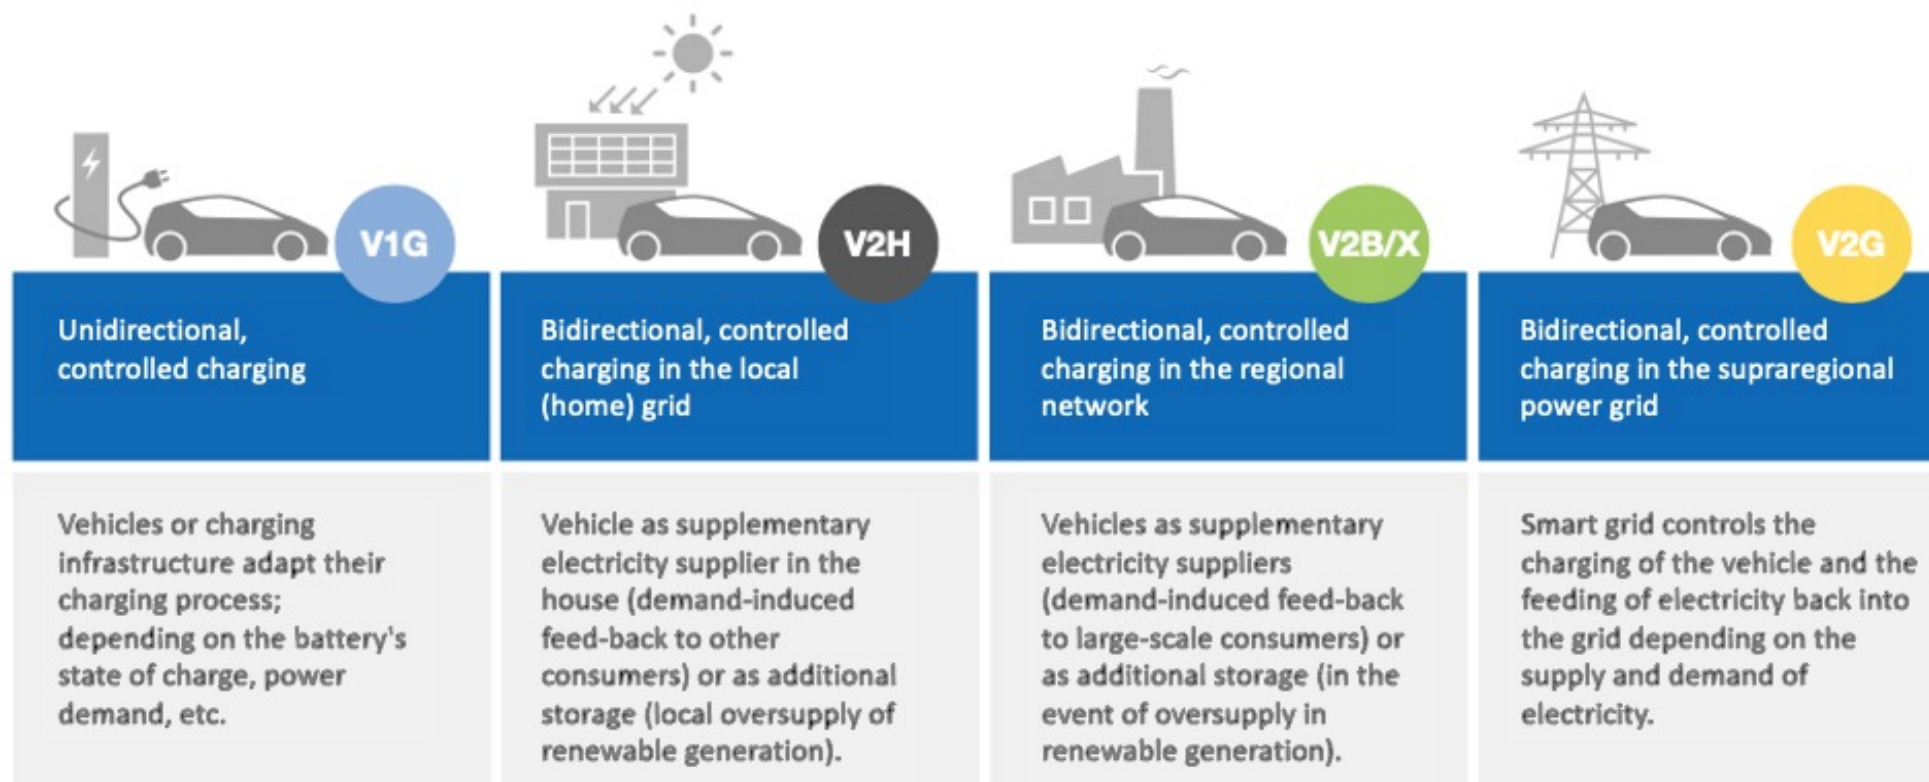 V1G
V2H
V2B/X
V2G
Unidirectional,
controlled charging
Bidirectional, controlled
charging in the local
(home) grid
Bidirectional, controlled
charging in the regional
network
Bidirectional, controlled
charging in the supraregional
power grid
Vehicles or charging
infrastructure adapt their
charging process;
depending on the battery's
state of charge, power
demand, etc.
Vehicle as supplementary
electricity supplier in the
house (demand-induced
feed-back to other
consumers) or as additional
storage (local oversupply of
renewable generation).
Vehicles as supplementary
electricity suppliers
(demand-induced feed-back
to large-scale consumers) or
as additional storage (in the
event of oversupply in
renewable generation).
Smart grid controls the
charging of the vehicle and the
feeding of electricity back into
the grid depending on the
supply and demand of
electricity.